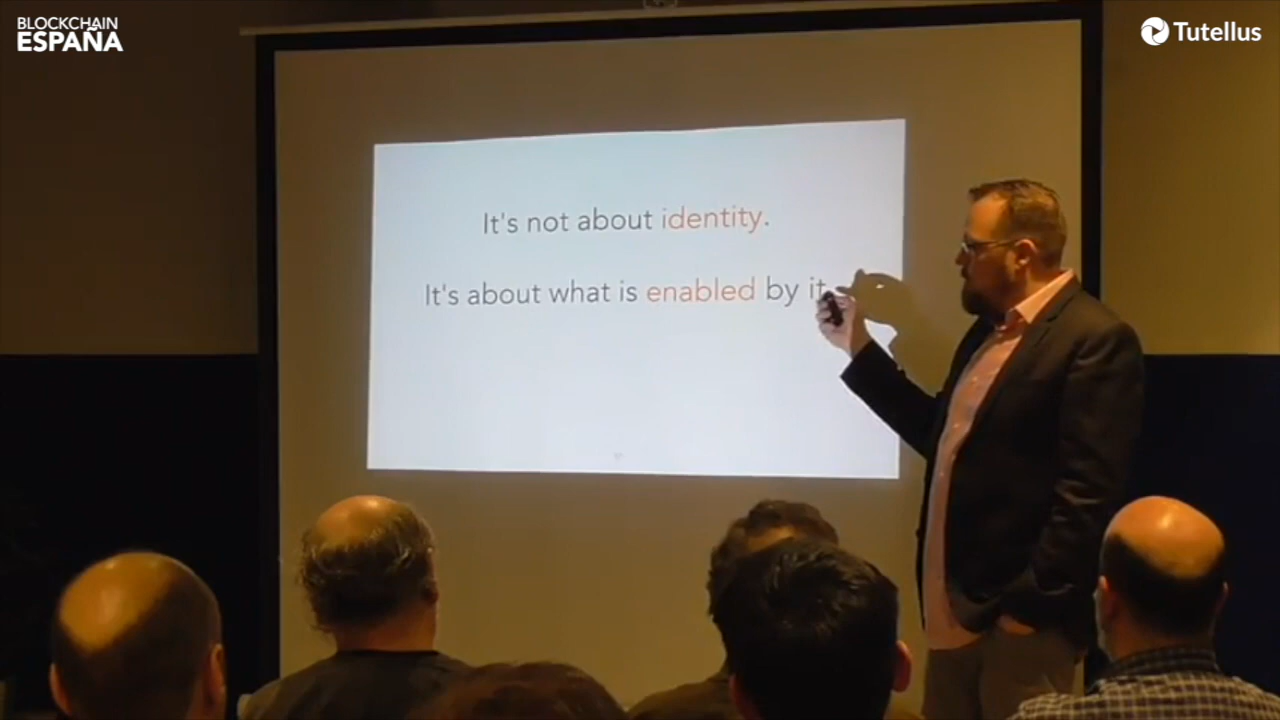 BLOCKCHAIN
ESPAÑA
Tutellus
It's not about identity.
It's about what is enabled by it